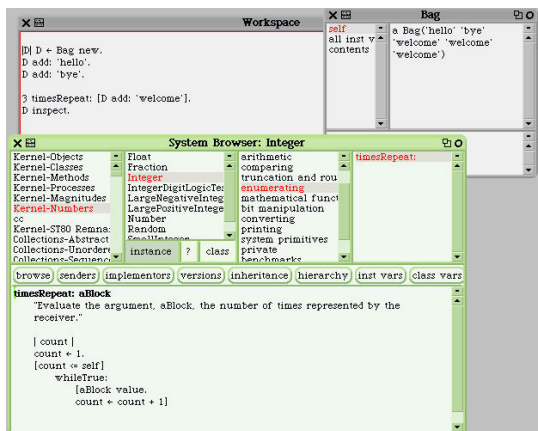 Workspace
|D| D ← Bag new.
D add: 'hello'.
D add: 'bye'.
3 timesRepeat: [D add: 'welcome'].
D inspect.
Bag
self
all inst v
contents
a Bag('hello' 'bye'
'welcome' 'welcome'
'welcome')
System Browser: Integer
Kernel-Objects
Kernel-Classes
Kernel-Methods
Kernel-Processes
Kernel-Magnitudes
Kernel-Numbers
cc
Kernel-ST80 Remna
Collections-Abstract
Collections-Unordere
Collections-Sequence
Float
Fraction
Integer
IntegerDigitLogicTes
LargeNegativeInteg
LargePositiveIntege
Number
Random
SmallInteger
instance ? class
arithmetic
comparing
truncation and rou
enumerating
mathematical funct
bit manipulation
converting
printing
system primitives
private
benchmarks
timesRepeat:
browse senders implementors versions inheritance hierarchy inst vars class vars
timesRepeat: aBlock
"Evaluate the argument, aBlock, the number of times represented by the
receiver."
| count |
count ← 1.
[count <= self]
whileTrue:
[aBlock value.
count ← count + 1]